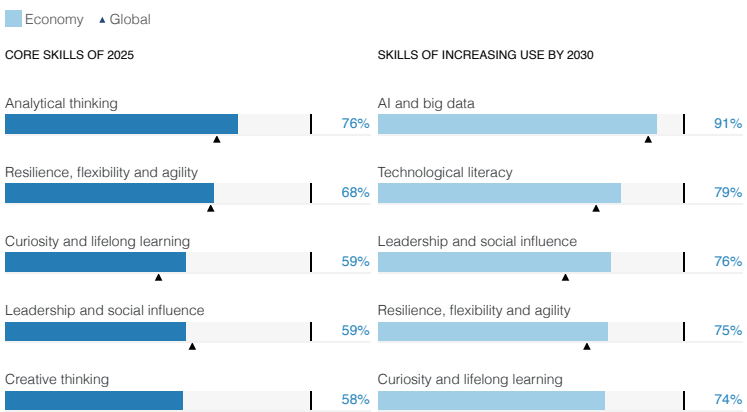 Economy ▲ Global
CORE SKILLS OF 2025
Analytical thinking
76%
Resilience, flexibility and agility
68%
Curiosity and lifelong learning
59%
Leadership and social influence
59%
Creative thinking
58%
SKILLS OF INCREASING USE BY 2030
AI and big data
91%
Technological literacy
79%
Leadership and social influence
76%
Resilience, flexibility and agility
75%
Curiosity and lifelong learning
74%